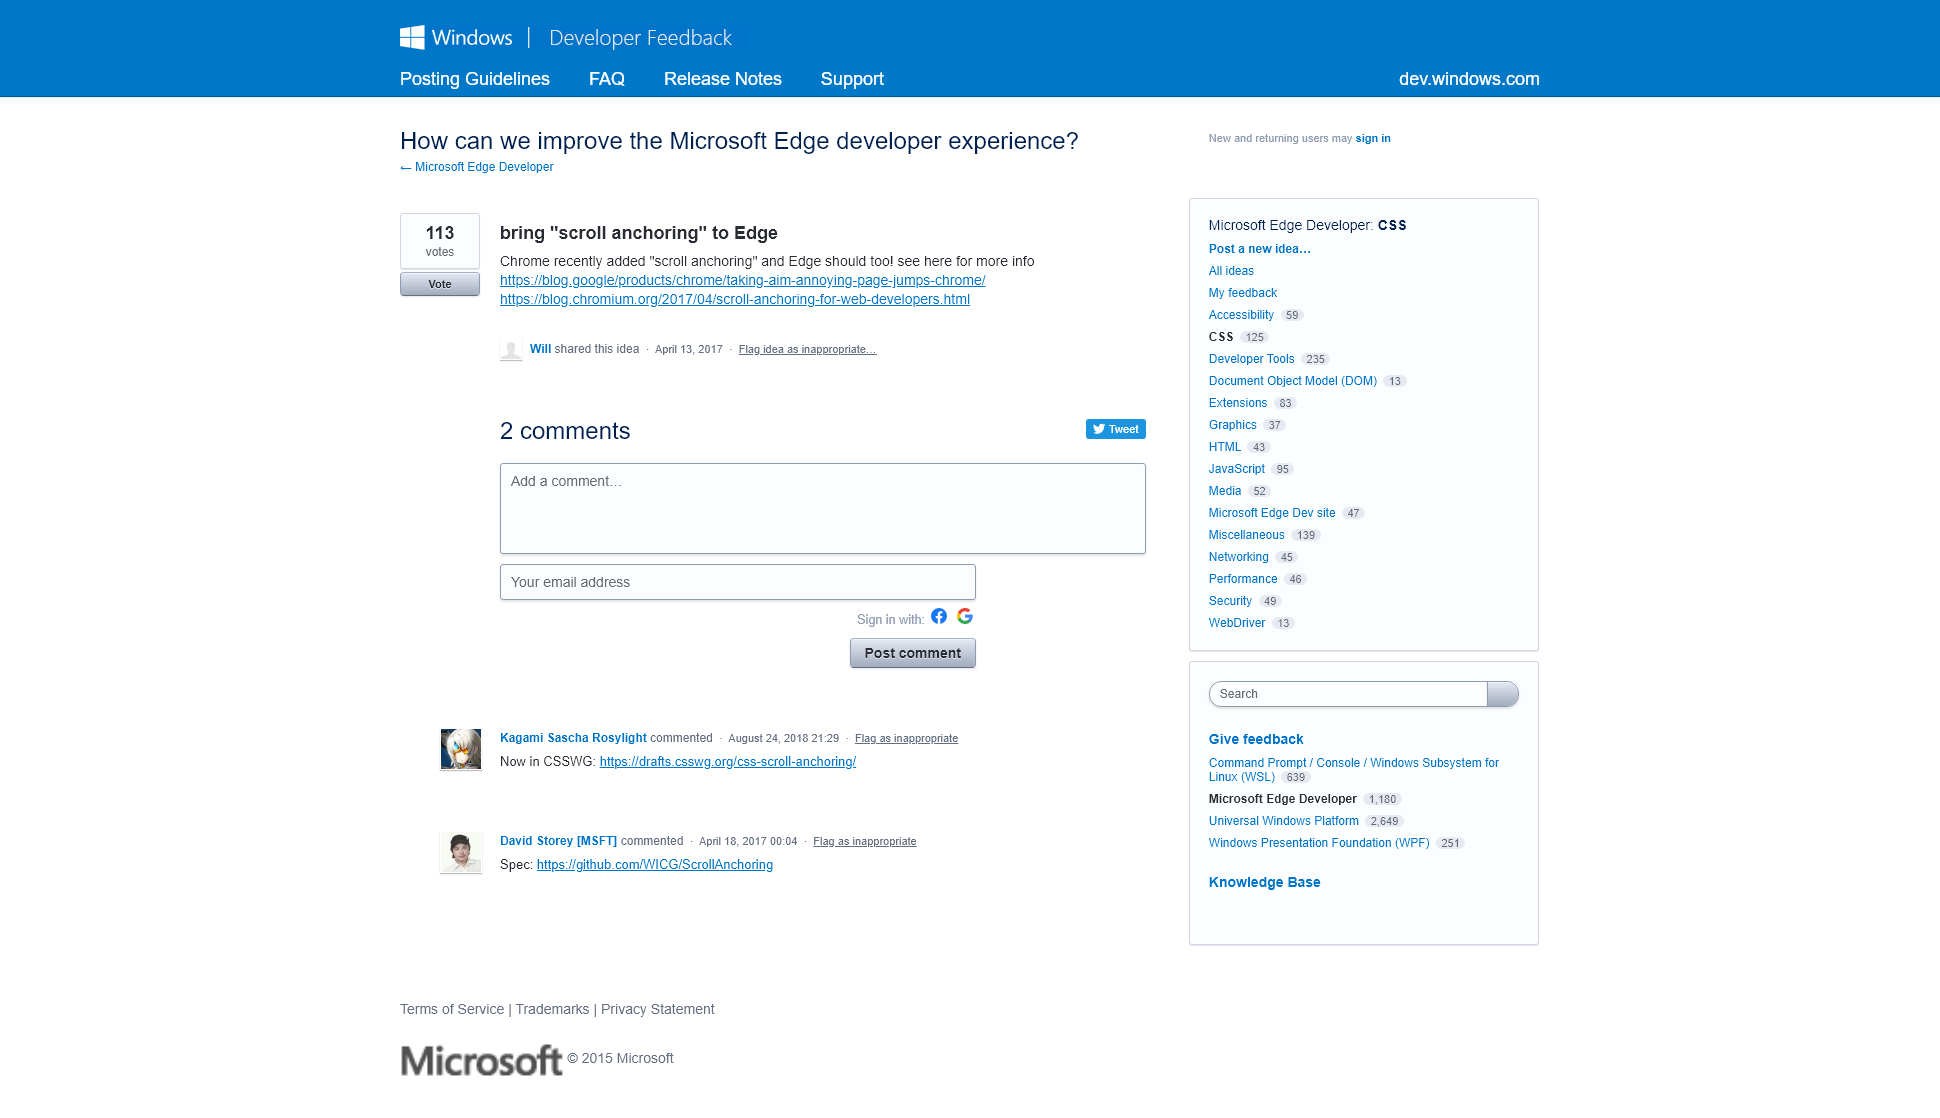 Windows | Developer Feedback
Posting Guidelines FAQ Release Notes Support dev.windows.com
How can we improve the Microsoft Edge developer experience?
← Microsoft Edge Developer
New and returning users may sign in
113
votes
Vote
bring "scroll anchoring" to Edge
Chrome recently added "scroll anchoring" and Edge should too! see here for more info
https://blog.google/products/chrome/taking-aim-annoying-page-jumps-chrome/
https://blog.chromium.org/2017/04/scroll-anchoring-for-web-developers.html
Will shared this idea · April 13, 2017 · Flag idea as inappropriate…
2 comments
Tweet
Add a comment…
Your email address
Sign in with:
Post comment
Kagami Sascha Rosylight commented · August 24, 2018 21:29 · Flag as inappropriate
Now in CSSWG: https://drafts.csswg.org/css-scroll-anchoring/
David Storey [MSFT] commented · April 18, 2017 00:04 · Flag as inappropriate
Spec: https://github.com/WICG/ScrollAnchoring
Microsoft Edge Developer: CSS
Post a new idea…
All ideas
My feedback
Accessibility 59
CSS 125
Developer Tools 235
Document Object Model (DOM) 13
Extensions 83
Graphics 37
HTML 43
JavaScript 95
Media 52
Microsoft Edge Dev site 47
Miscellaneous 139
Networking 45
Performance 46
Security 49
WebDriver 13
Search
Give feedback
Command Prompt / Console / Windows Subsystem for
Linux (WSL) 639
Microsoft Edge Developer 1,180
Universal Windows Platform 2,649
Windows Presentation Foundation (WPF) 251
Knowledge Base
Terms of Service | Trademarks | Privacy Statement
Microsoft © 2015 Microsoft